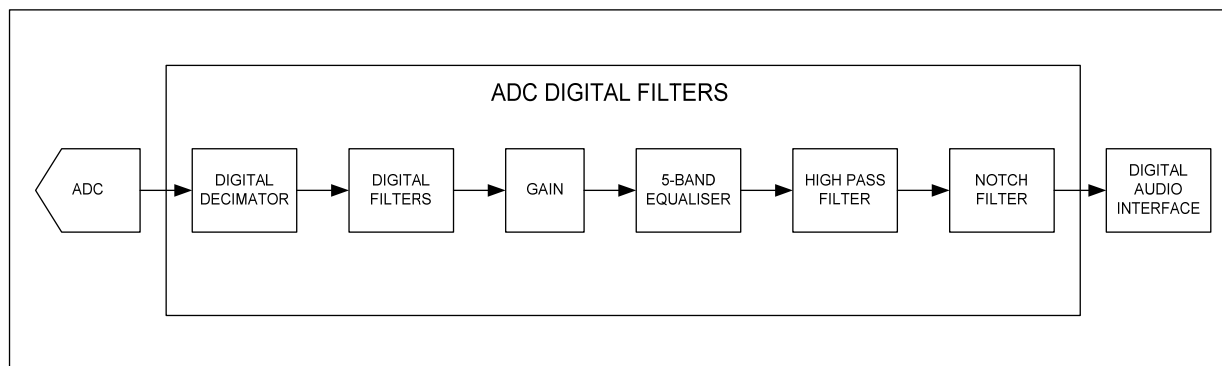 ADC DIGITAL FILTERS
ADC
DIGITAL
DECIMATOR
DIGITAL
FILTERS
GAIN
5-BAND
EQUALISER
HIGH PASS
FILTER
NOTCH
FILTER
DIGITAL
AUDIO
INTERFACE